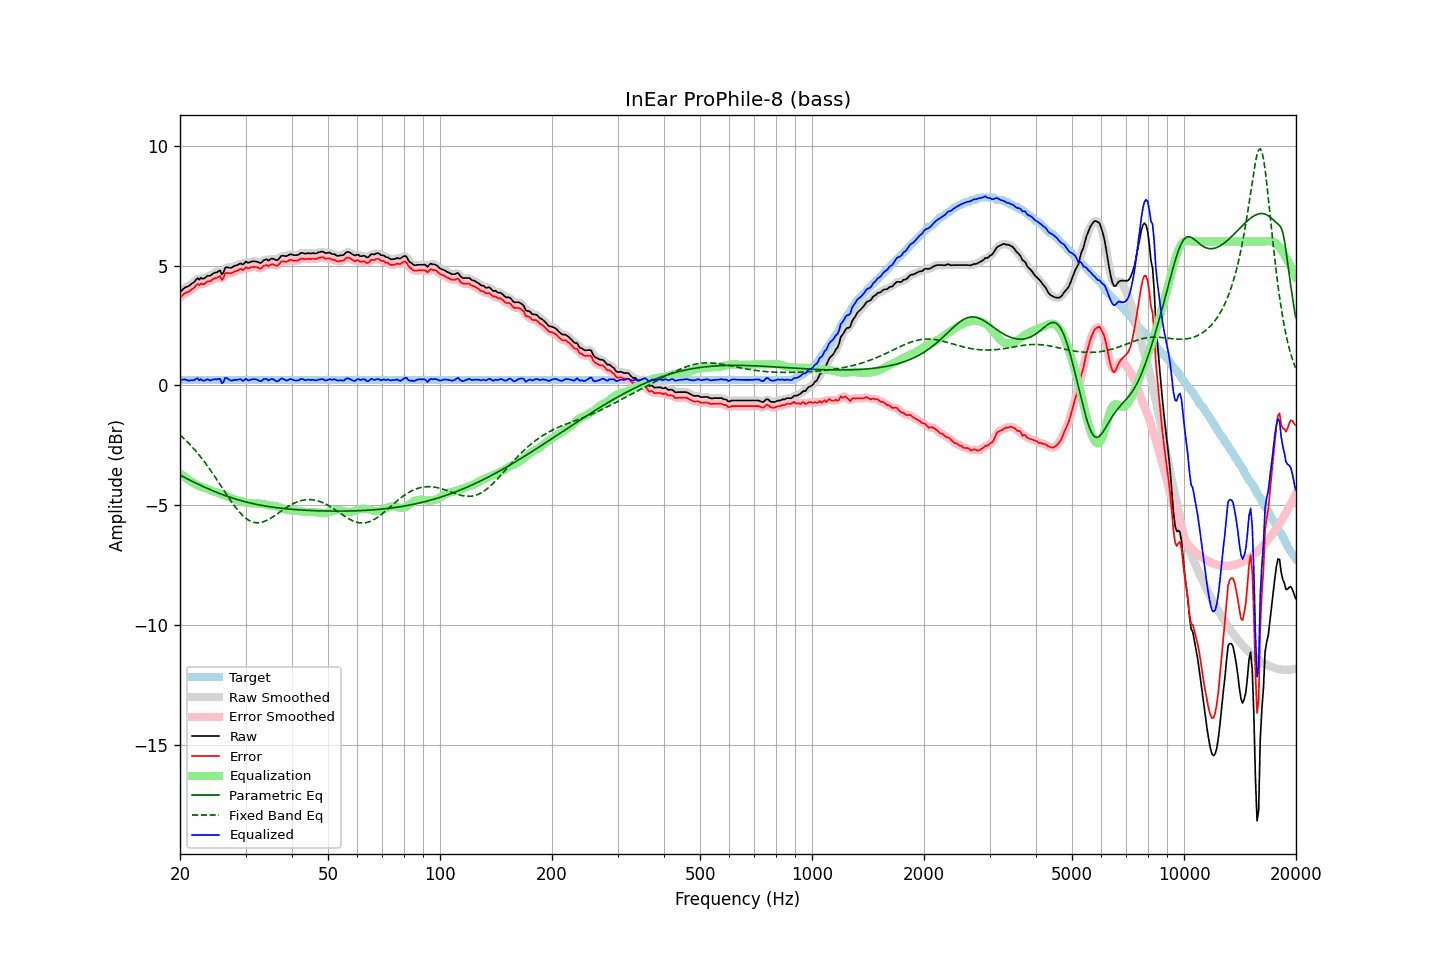 InEar ProPhile-8 (bass)
Amplitude (dBr)
10
5
0
−5
−10
−15
Target
Raw Smoothed
Error Smoothed
Raw
Error
Equalization
Parametric Eq
Fixed Band Eq
Equalized
20 50 100 200 500 1000 2000 5000 10000 20000
Frequency (Hz)